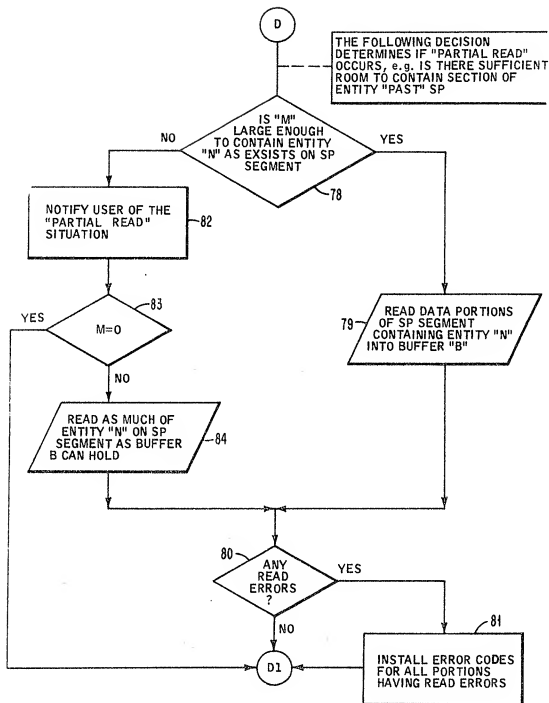 D
THE FOLLOWING DECISION
DETERMINES IF "PARTIAL READ"
OCCURS, e.g. IS THERE SUFFICIENT
ROOM TO CONTAIN SECTION OF
ENTITY "PAST" SP
IS "M"
LARGE ENOUGH
TO CONTAIN ENTITY
"N" AS EXSISTS ON SP
SEGMENT
NO
YES
78
NOTIFY USER OF THE
"PARTIAL READ"
SITUATION
82
83
YES
M=0
NO
READ DATA PORTIONS
OF SP SEGMENT
CONTAINING ENTITY "N"
INTO BUFFER "B"
79
READ AS MUCH OF
ENTITY "N" ON SP
SEGMENT AS BUFFER
B CAN HOLD
84
80
ANY
READ
ERRORS
?
YES
NO
81
INSTALL ERROR CODES
FOR ALL PORTIONS
HAVING READ ERRORS
D1